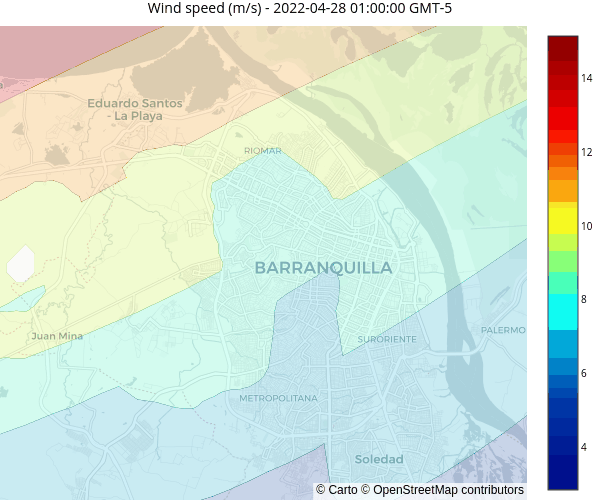 Wind speed (m/s) - 2022-04-28 01:00:00 GMT-5
Eduardo Santos
- La Playa
RIOMAR
BARRANQUILLA
Juan Mina
SURORIENTE
PALERMO
METROPOLITANA
Soledad
© Carto © OpenStreetMap contributors
14
12
10
8
6
4